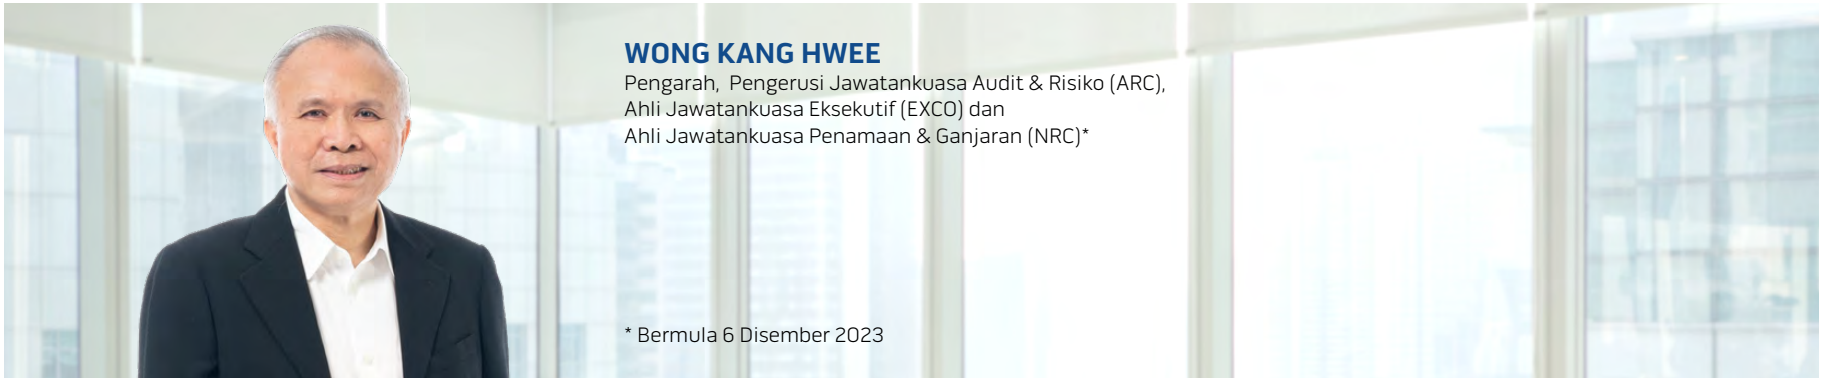 WONG KANG HWEE
Pengarah,  Pengerusi Jawatankuasa Audit & Risiko (ARC),
Ahli Jawatankuasa Eksekutif (EXCO) dan
Ahli Jawatankuasa Penamaan & Ganjaran (NRC)*
* Bermula 6 Disember 2023